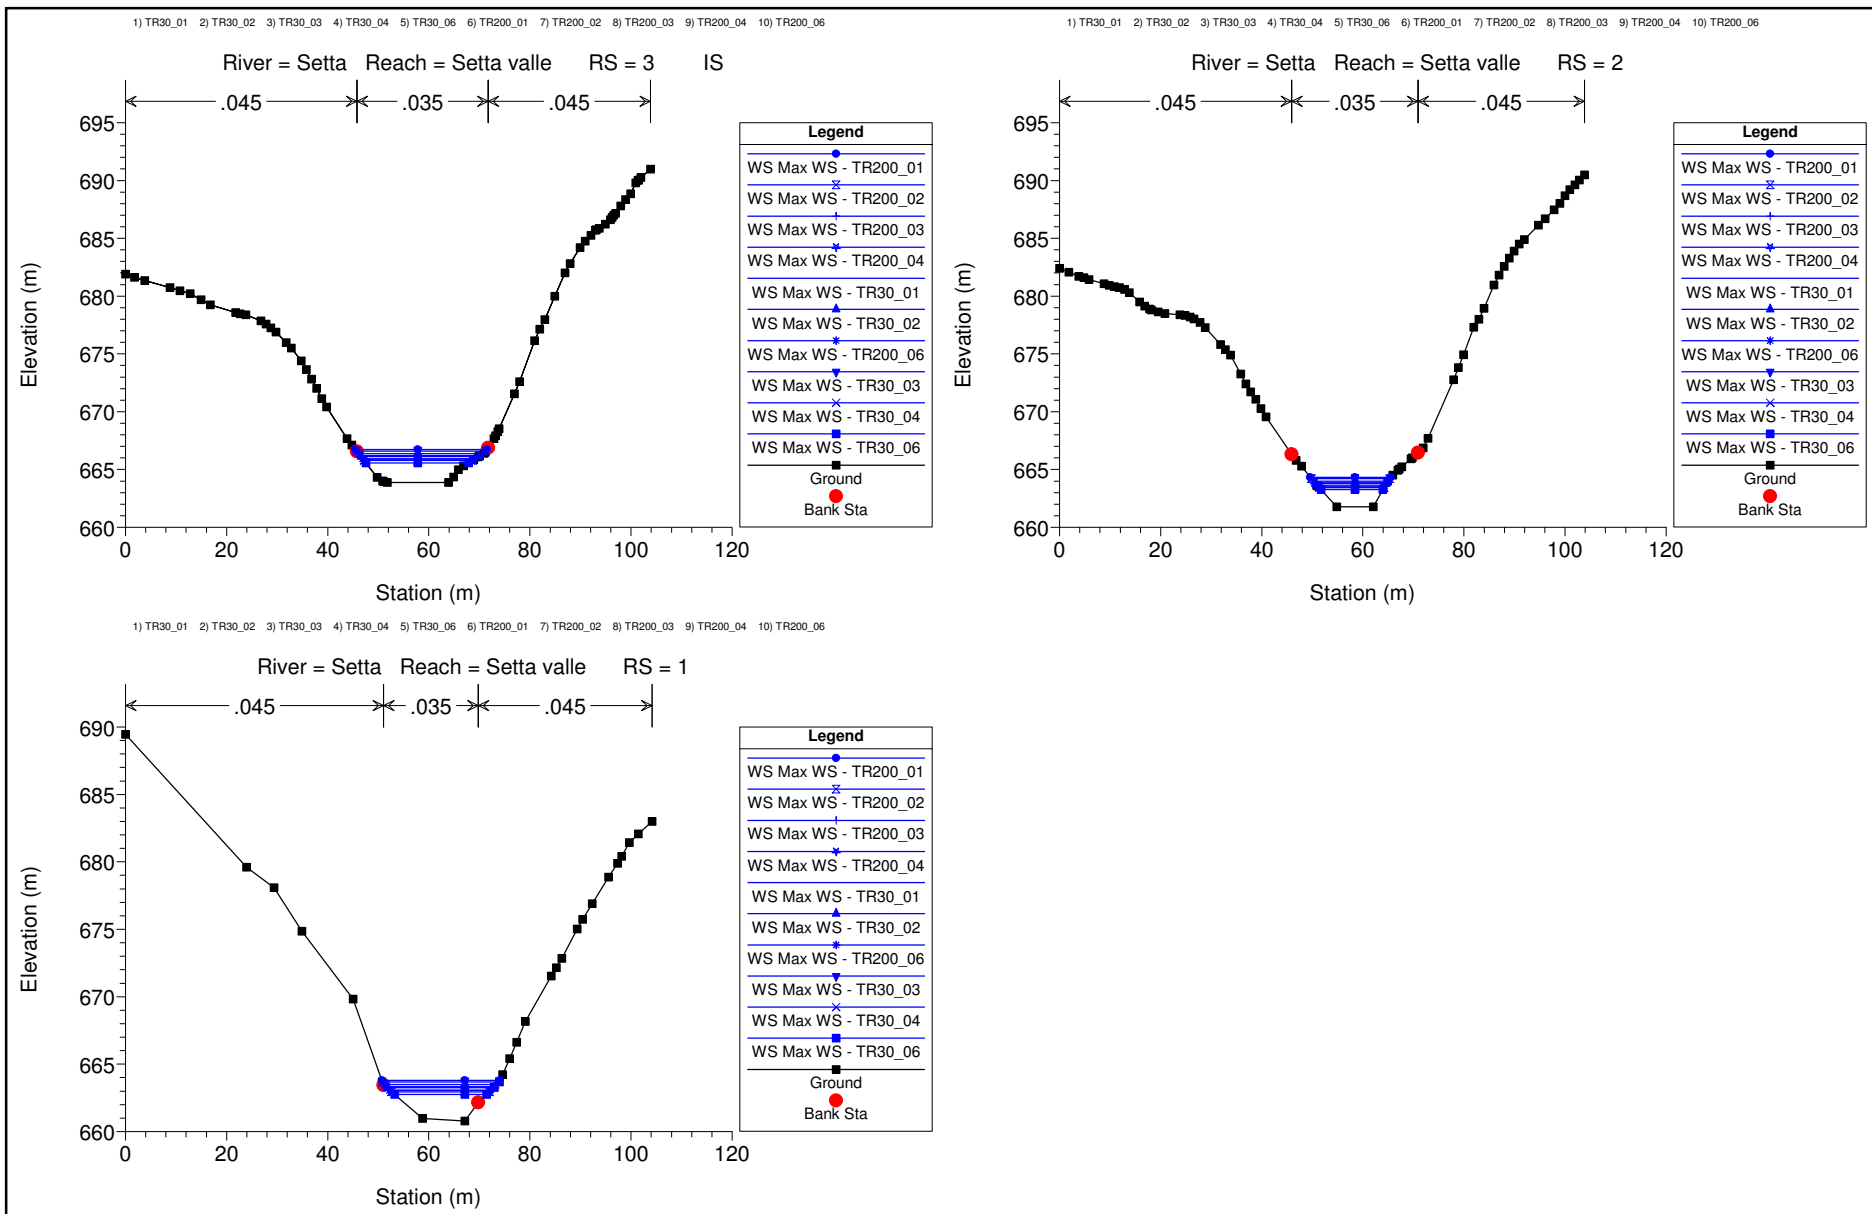 1) TR30_01 2) TR30_02 3) TR30_03 4) TR30_04 5) TR30_06 6) TR200_01 7) TR200_02 8) TR200_03 9) TR200_04 10) TR200_06
River = Setta Reach = Setta valle RS = 3 IS
.045 .035 .045
695
690
685
680
675
670
665
660
0 20 40 60 80 100 120
Elevation (m)
Station (m)
Legend
WS Max WS - TR200_01
WS Max WS - TR200_02
WS Max WS - TR200_03
WS Max WS - TR200_04
WS Max WS - TR30_01
WS Max WS - TR30_02
WS Max WS - TR200_06
WS Max WS - TR30_03
WS Max WS - TR30_04
WS Max WS - TR30_06
Ground
Bank Sta
1) TR30_01 2) TR30_02 3) TR30_03 4) TR30_04 5) TR30_06 6) TR200_01 7) TR200_02 8) TR200_03 9) TR200_04 10) TR200_06
River = Setta Reach = Setta valle RS = 2
.045 .035 .045
695
690
685
680
675
670
665
660
0 20 40 60 80 100 120
Elevation (m)
Station (m)
Legend
WS Max WS - TR200_01
WS Max WS - TR200_02
WS Max WS - TR200_03
WS Max WS - TR200_04
WS Max WS - TR30_01
WS Max WS - TR30_02
WS Max WS - TR200_06
WS Max WS - TR30_03
WS Max WS - TR30_04
WS Max WS - TR30_06
Ground
Bank Sta
1) TR30_01 2) TR30_02 3) TR30_03 4) TR30_04 5) TR30_06 6) TR200_01 7) TR200_02 8) TR200_03 9) TR200_04 10) TR200_06
River = Setta Reach = Setta valle RS = 1
.045 .035 .045
690
685
680
675
670
665
660
0 20 40 60 80 100 120
Elevation (m)
Station (m)
Legend
WS Max WS - TR200_01
WS Max WS - TR200_02
WS Max WS - TR200_03
WS Max WS - TR200_04
WS Max WS - TR30_01
WS Max WS - TR30_02
WS Max WS - TR200_06
WS Max WS - TR30_03
WS Max WS - TR30_04
WS Max WS - TR30_06
Ground
Bank Sta